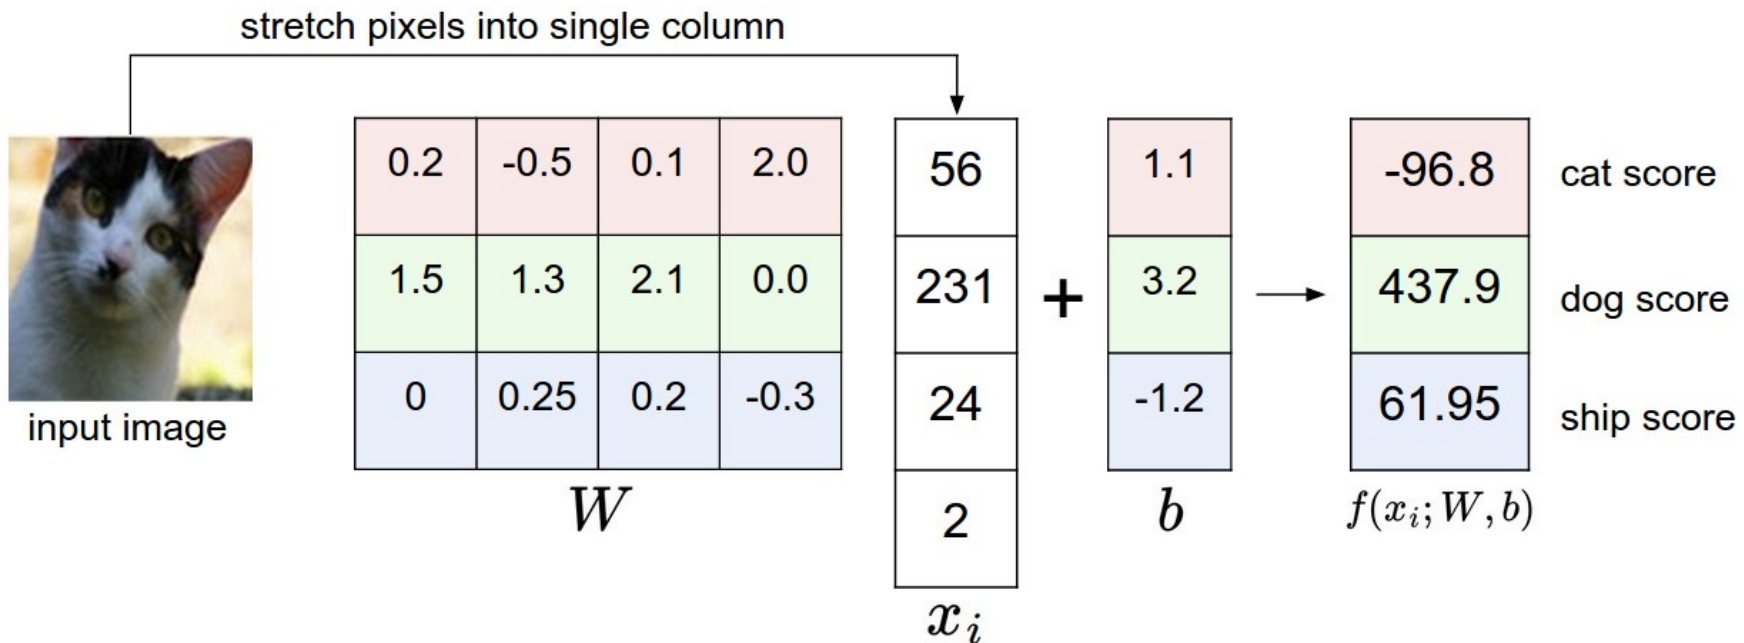 stretch pixels into single column
input image
0.2 -0.5 0.1 2.0
1.5 1.3 2.1 0.0
0 0.25 0.2 -0.3
W
56
231
24
2
x_i
+
1.1
3.2
-1.2
b
-96.8 cat score
437.9 dog score
61.95 ship score
f(x_i; W, b)